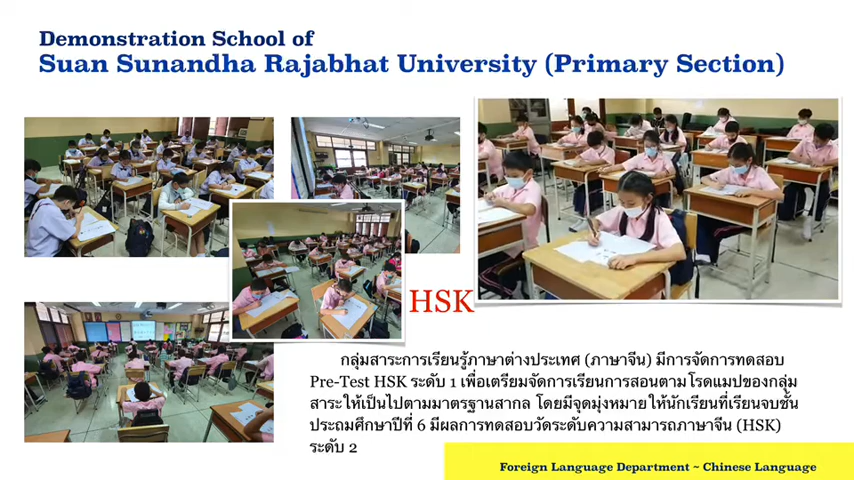 Demonstration School of
Suan Sunandha Rajabhat University (Primary Section)
HSK
กลุ่มสาระการเรียนรู้ภาษาต่างประเทศ (ภาษาจีน) มีการจัดการทดสอบ
Pre-Test HSK ระดับ 1 เพื่อเตรียมจัดการเรียนการสอนตามโรดแมปของกลุ่ม
สาระให้เป็นไปตามมาตรฐานสากล โดยมีจุดมุ่งหมายให้นักเรียนที่เรียนจบชั้น
ประถมศึกษาปีที่ 6 มีผลการทดสอบวัดระดับความสามารถภาษาจีน (HSK)
ระดับ 2
Foreign Language Department ~ Chinese Language